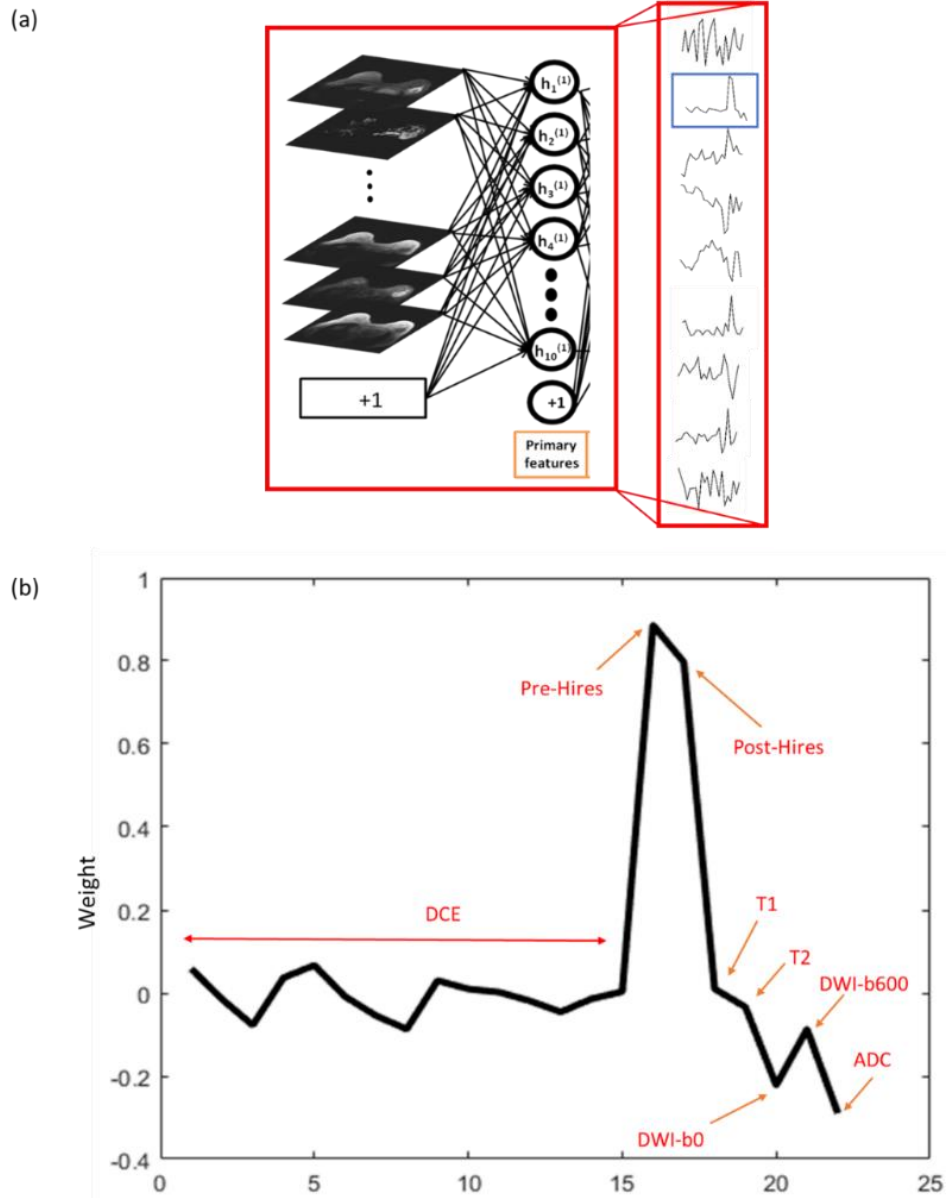 (a)
h₁⁽¹⁾
h₂⁽¹⁾
h₃⁽¹⁾
h₄⁽¹⁾
h₁₀⁽¹⁾
+1
+1
Primary
features
(b)
1
0.8
0.6
0.4
0.2
0
-0.2
-0.4
Weight
Pre-Hires
Post-Hires
DCE
T1
T2
DWI-b600
ADC
DWI-b0
0
5
10
15
20
25